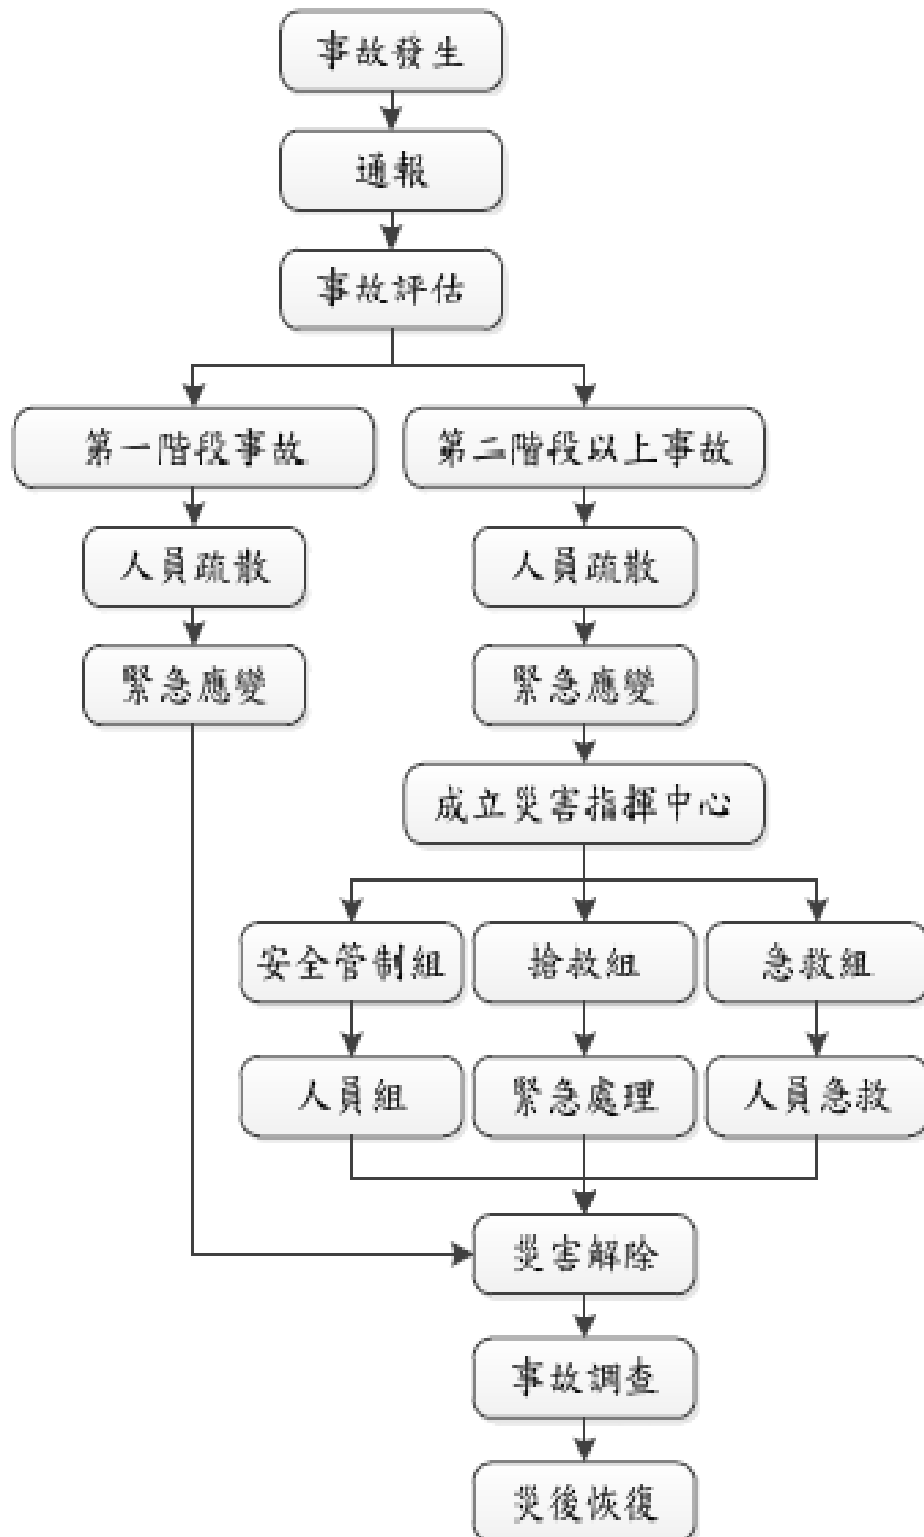 事故發生
通報
事故評估
第一階段事故
第二階段以上事故
人員疏散
人員疏散
緊急應變
緊急應變
成立災害指揮中心
安全管制組
搶救組
急救組
人員組
緊急處理
人員急救
災害解除
事故調查
災後恢復